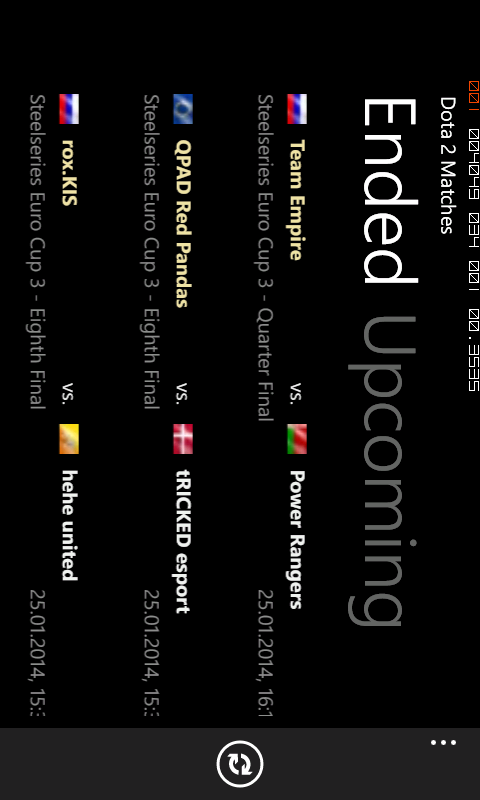 001 004049 034 001 00.3535
Dota 2 Matches
Ended Upcoming
Team Empire vs. Power Rangers
Steelseries Euro Cup 3 - Quarter Final 25.01.2014, 16:1
QPAD Red Pandas vs. tRICKED esport
Steelseries Euro Cup 3 - Eighth Final 25.01.2014, 15:
rox.KIS vs. hehe united
Steelseries Euro Cup 3 - Eighth Final 25.01.2014, 15: